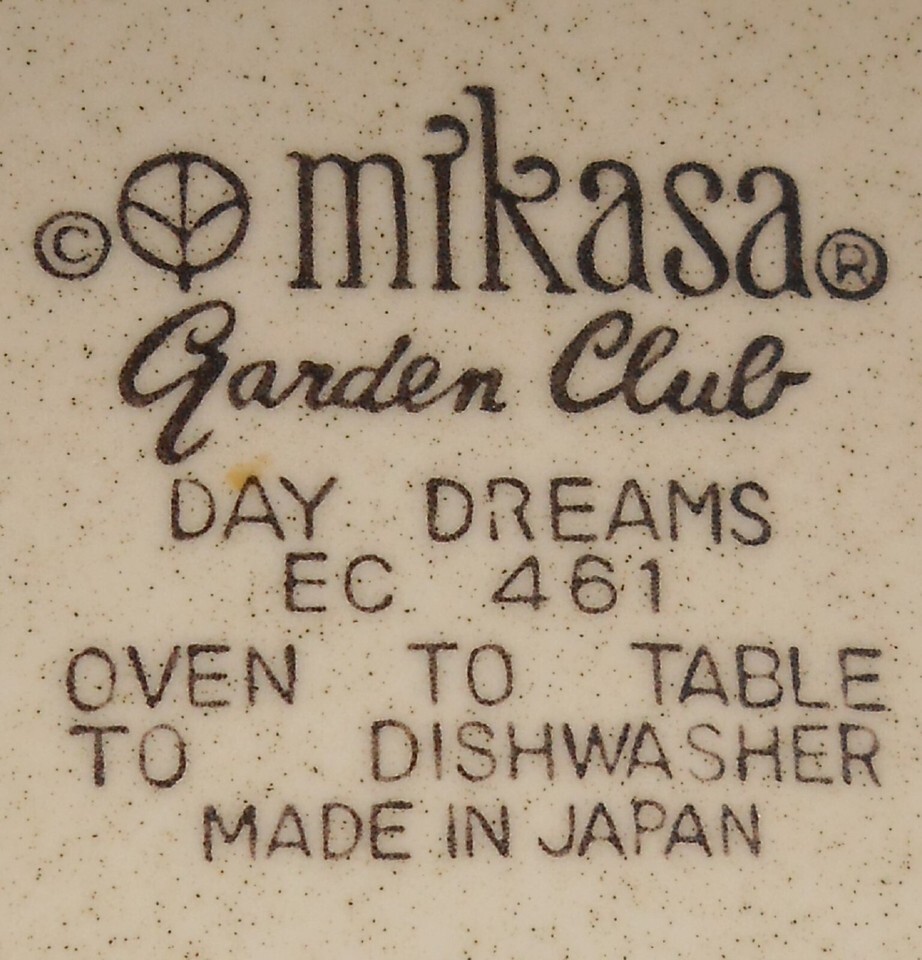 © mikasa ®
Garden Club
DAY DREAMS
EC 461
OVEN TO TABLE
TO DISHWASHER
MADE IN JAPAN